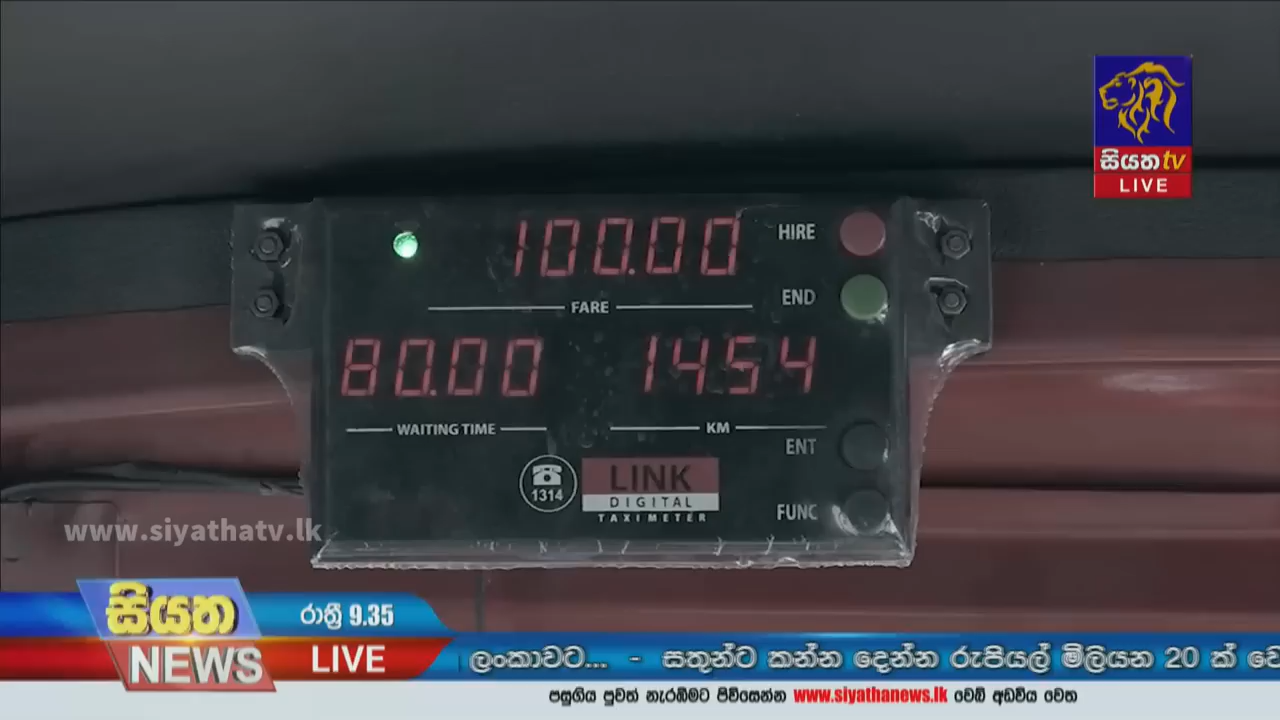 සියත tv
LIVE
100.00
HIRE
FARE
END
80.00
1454
WAITING TIME
KM
ENT
1314
LINK
DIGITAL
TAXIMETER
FUNC
www.siyathatv.lk
සියත
රාත්‍රී 9.35
NEWS
LIVE
ලංකාවට... - සතුන්ට කන්න දෙන්න රුපියල් මිලියන 20 ක්
පසුගිය පුවත් නැරඹීමට පිවිසෙන්න www.siyathanews.lk වෙබ් අඩවිය වෙත